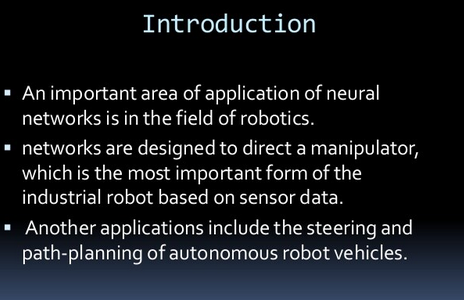 Introduction
▪ An important area of application of neural
networks is in the field of robotics.
▪ networks are designed to direct a manipulator,
which is the most important form of the
industrial robot based on sensor data.
▪ Another applications include the steering and
path-planning of autonomous robot vehicles.